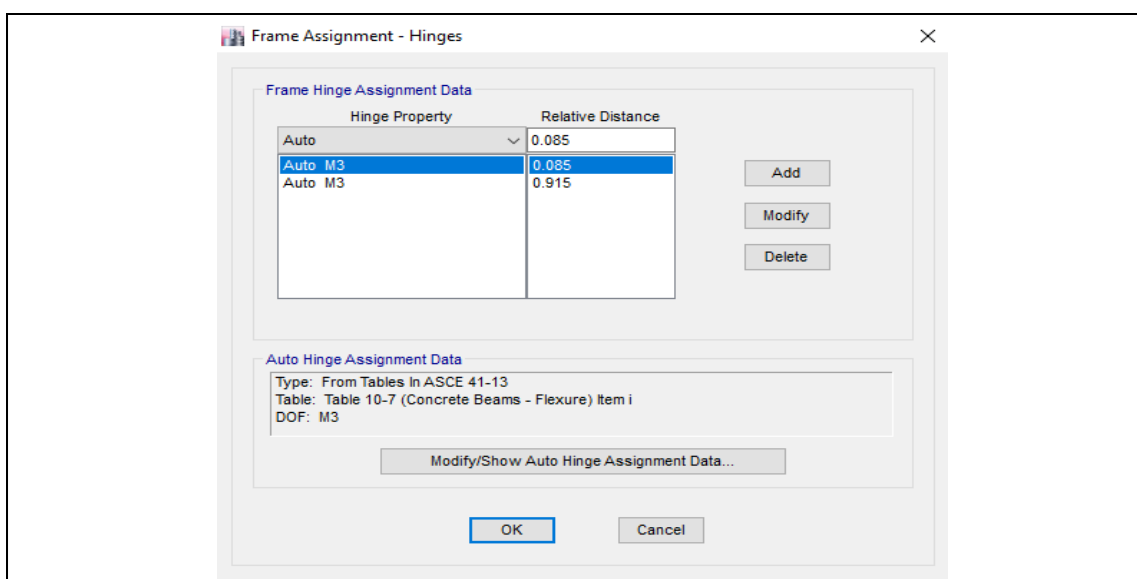 Frame Assignment - Hinges
Frame Hinge Assignment Data
Hinge Property Relative Distance
Auto 0.085
Auto M3 0.085
Auto M3 0.915
Add
Modify
Delete
Auto Hinge Assignment Data
Type: From Tables In ASCE 41-13
Table: Table 10-7 (Concrete Beams - Flexure) Item i
DOF: M3
Modify/Show Auto Hinge Assignment Data...
OK Cancel